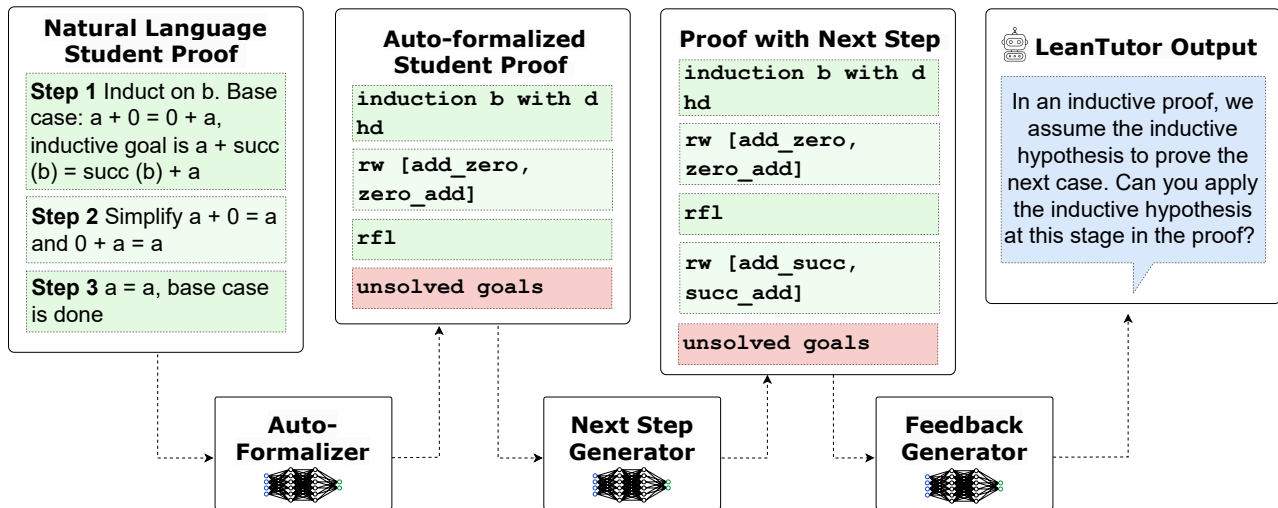 Natural Language
Student Proof
Step 1 Induct on b. Base
case: a + 0 = 0 + a,
inductive goal is a + succ
(b) = succ (b) + a
Step 2 Simplify a + 0 = a
and 0 + a = a
Step 3 a = a, base case
is done
Auto-formalized
Student Proof
induction b with d
hd
rw [add_zero,
zero_add]
rfl
unsolved goals
Proof with Next Step
induction b with d
hd
rw [add_zero,
zero_add]
rfl
rw [add_succ,
succ_add]
unsolved goals
LeanTutor Output
In an inductive proof, we
assume the inductive
hypothesis to prove the
next case. Can you apply
the inductive hypothesis
at this stage in the proof?
Auto-
Formalizer
Next Step
Generator
Feedback
Generator